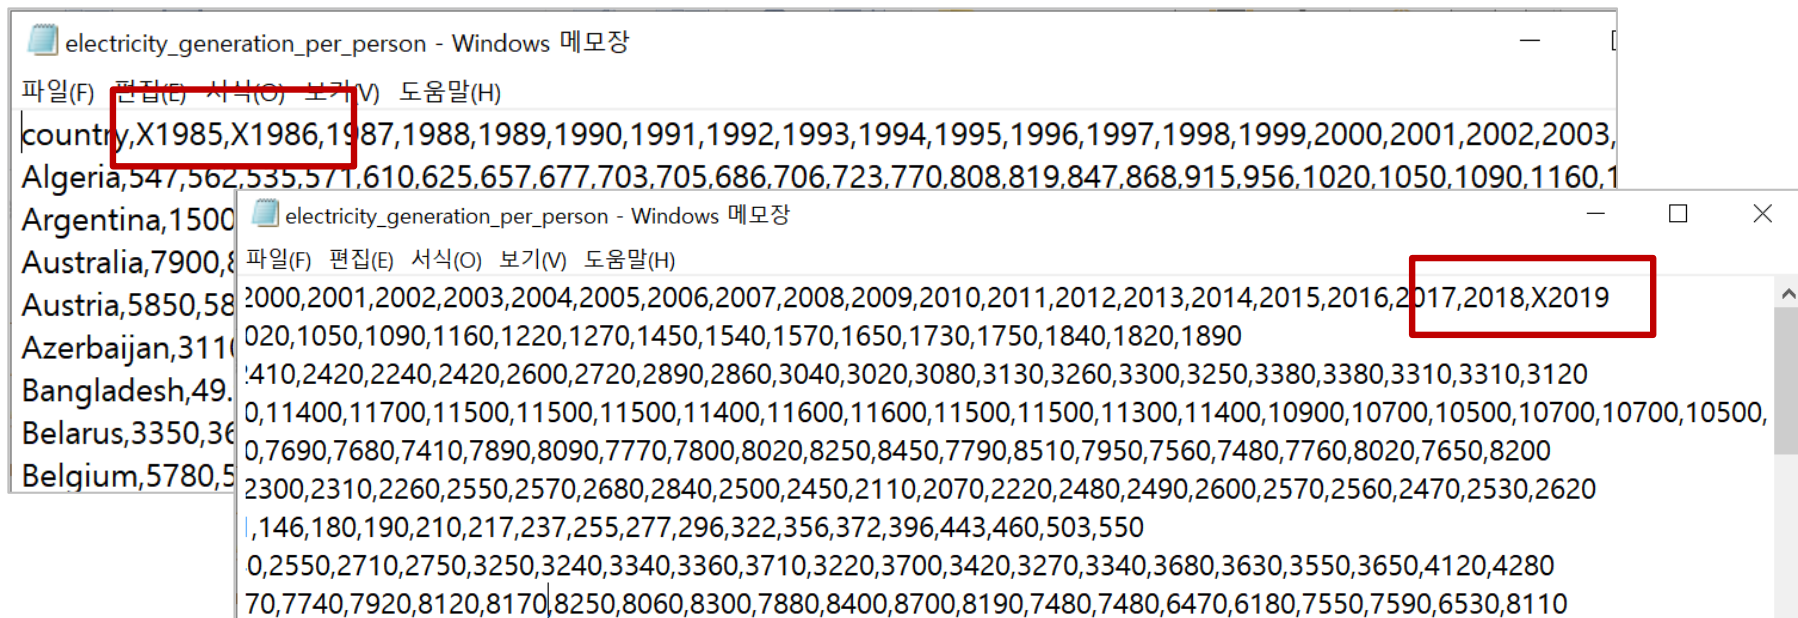 electricity_generation_per_person - Windows 메모장
파일(F) 편집(E) 서식(O) 보기(V) 도움말(H)
country,X1985,X1986,1987,1988,1989,1990,1991,1992,1993,1994,1995,1996,1997,1998,1999,2000,2001,2002,2003,
Algeria,547,562,535,571,610,625,657,677,703,705,686,706,723,770,808,819,847,868,915,956,1020,1050,1090,1160,1
Argentina,1500
Australia,7900,8
Austria,5850,58
Azerbaijan,3110
Bangladesh,49.
Belarus,3350,36
Belgium,5780,5
electricity_generation_per_person - Windows 메모장
파일(F) 편집(E) 서식(O) 보기(V) 도움말(H)
2000,2001,2002,2003,2004,2005,2006,2007,2008,2009,2010,2011,2012,2013,2014,2015,2016,2017,2018,X2019
020,1050,1090,1160,1220,1270,1450,1540,1570,1650,1730,1750,1840,1820,1890
2410,2420,2240,2420,2600,2720,2890,2860,3040,3020,3080,3130,3260,3300,3250,3380,3380,3310,3310,3120
0,11400,11700,11500,11500,11500,11400,11600,11600,11500,11500,11300,11400,10900,10700,10500,10700,10700,10500,
0,7690,7680,7410,7890,8090,7770,7800,8020,8250,8450,7790,8510,7950,7560,7480,7760,8020,7650,8200
2300,2310,2260,2550,2570,2680,2840,2500,2450,2110,2070,2220,2480,2490,2600,2570,2560,2470,2530,2620
,146,180,190,210,217,237,255,277,296,322,356,372,396,443,460,503,550
0,2550,2710,2750,3250,3240,3340,3360,3710,3220,3700,3420,3270,3340,3680,3630,3550,3650,4120,4280
70,7740,7920,8120,8170,8250,8060,8300,7880,8400,8700,8190,7480,7480,6470,6180,7550,7590,6530,8110